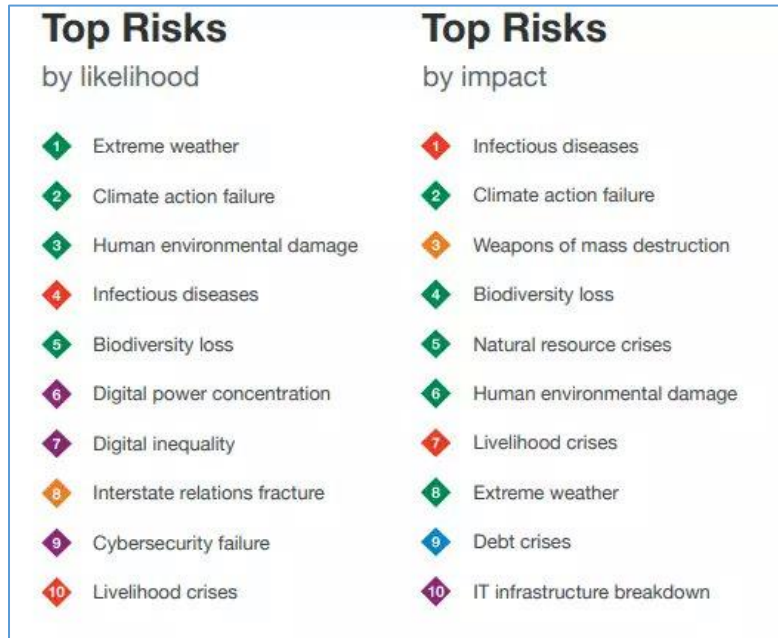 Top Risks
by likelihood
1 Extreme weather
2 Climate action failure
3 Human environmental damage
4 Infectious diseases
5 Biodiversity loss
6 Digital power concentration
7 Digital inequality
8 Interstate relations fracture
9 Cybersecurity failure
10 Livelihood crises
Top Risks
by impact
1 Infectious diseases
2 Climate action failure
3 Weapons of mass destruction
4 Biodiversity loss
5 Natural resource crises
6 Human environmental damage
7 Livelihood crises
8 Extreme weather
9 Debt crises
10 IT infrastructure breakdown